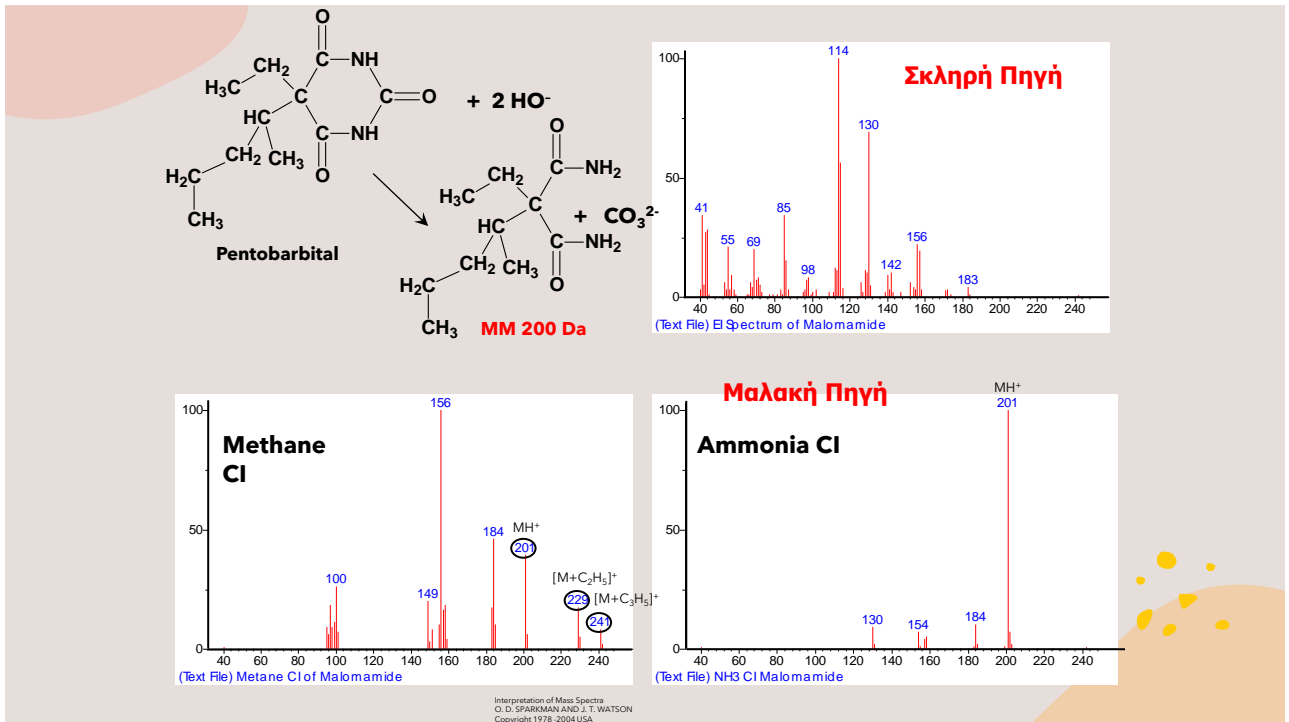 O
C
NH
CH2
H3C
C
C
O
+ 2 HO-
HC
C
NH
CH2
CH3
O
H2C
CH3
Pentobarbital
O
C
NH2
CH2
H3C
C
+ CO3 2-
HC
C
NH2
CH2
CH3
O
H2C
CH3
MM 200 Da
Σκληρή Πηγή
100
50
0
114
130
41
85
55
69
156
98
142
183
40 60 80 100 120 140 160 180 200 220 240
(Text File) EI Spectrum of Malomamide
Methane
CI
100
50
0
156
184
MH+
201
100
149
[M+C2H5]+
229
[M+C3H5]+
241
40 60 80 100 120 140 160 180 200 220 240
(Text File) Metane CI of Malomamide
Μαλακή Πηγή
Ammonia CI
100
50
0
MH+
201
130
154
184
40 60 80 100 120 140 160 180 200 220 240
(Text File) NH3 CI Malomamide
Interpretation of Mass Spectra
O. D. SPARKMAN AND J. T. WATSON
Copyright 1978 -2004 USA